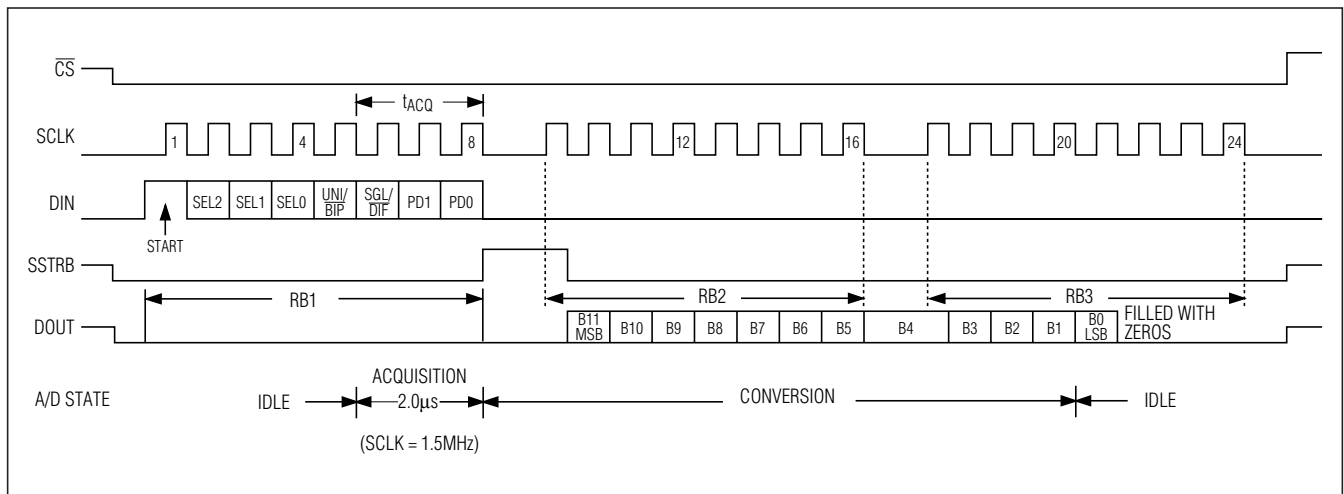 CS
tACQ
SCLK 1 4 8 12 16 20 24
DIN SEL2 SEL1 SEL0 UNI/BIP SGL/DIF PD1 PD0
START
SSTRB
RB1 RB2 RB3
DOUT B11 MSB B10 B9 B8 B7 B6 B5 B4 B3 B2 B1 B0 LSB FILLED WITH ZEROS
A/D STATE IDLE ACQUISITION 2.0μs CONVERSION IDLE
(SCLK = 1.5MHz)